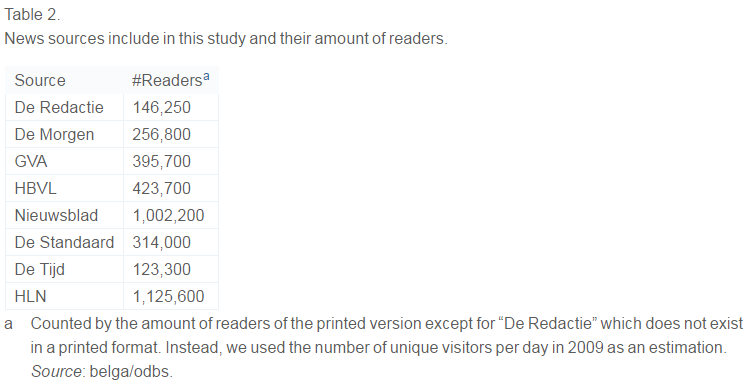 Table 2.
News sources include in this study and their amount of readers.
Source #Readersa
De Redactie 146,250
De Morgen 256,800
GVA 395,700
HBVL 423,700
Nieuwsblad 1,002,200
De Standaard 314,000
De Tijd 123,300
HLN 1,125,600
a Counted by the amount of readers of the printed version except for “De Redactie” which does not exist
in a printed format. Instead, we used the number of unique visitors per day in 2009 as an estimation.
Source: belga/odbs.